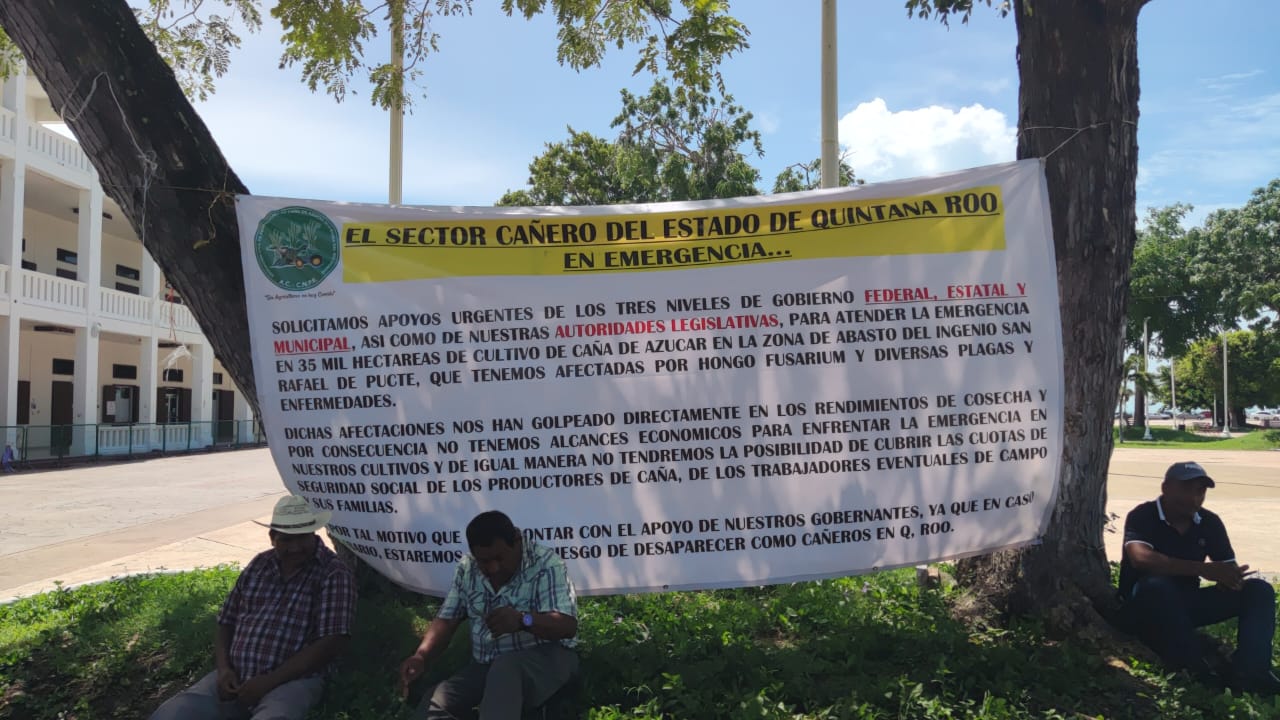 EL SECTOR CAÑERO DEL ESTADO DE QUINTANA ROO
EN EMERGENCIA...
A.C. - C.N.P.R.
SOLICITAMOS APOYOS URGENTES DE LOS TRES NIVELES DE GOBIERNO FEDERAL, ESTATAL Y
MUNICIPAL, ASI COMO DE NUESTRAS AUTORIDADES LEGISLATIVAS, PARA ATENDER LA EMERGENCIA
EN 35 MIL HECTAREAS DE CULTIVO DE CAÑA DE AZUCAR EN LA ZONA DE ABASTO DEL INGENIO SAN
RAFAEL DE PUCTE, QUE TENEMOS AFECTADAS POR HONGO FUSARIUM Y DIVERSAS PLAGAS Y
ENFERMEDADES.
DICHAS AFECTACIONES NOS HAN GOLPEADO DIRECTAMENTE EN LOS RENDIMIENTOS DE COSECHA Y
POR CONSECUENCIA NO TENEMOS ALCANCES ECONOMICOS PARA ENFRENTAR LA EMERGENCIA EN
NUESTROS CULTIVOS Y DE IGUAL MANERA NO TENDREMOS LA POSIBILIDAD DE CUBRIR LAS CUOTAS DE
SEGURIDAD SOCIAL DE LOS PRODUCTORES DE CAÑA, DE LOS TRABAJADORES EVENTUALES DE CAMPO
Y SUS FAMILIAS.
POR TAL MOTIVO QUE CON EL APOYO DE NUESTROS GOBERNANTES, YA QUE EN CASO
ESTAREMOS DE DESAPARECER COMO CAÑEROS EN Q, ROO.